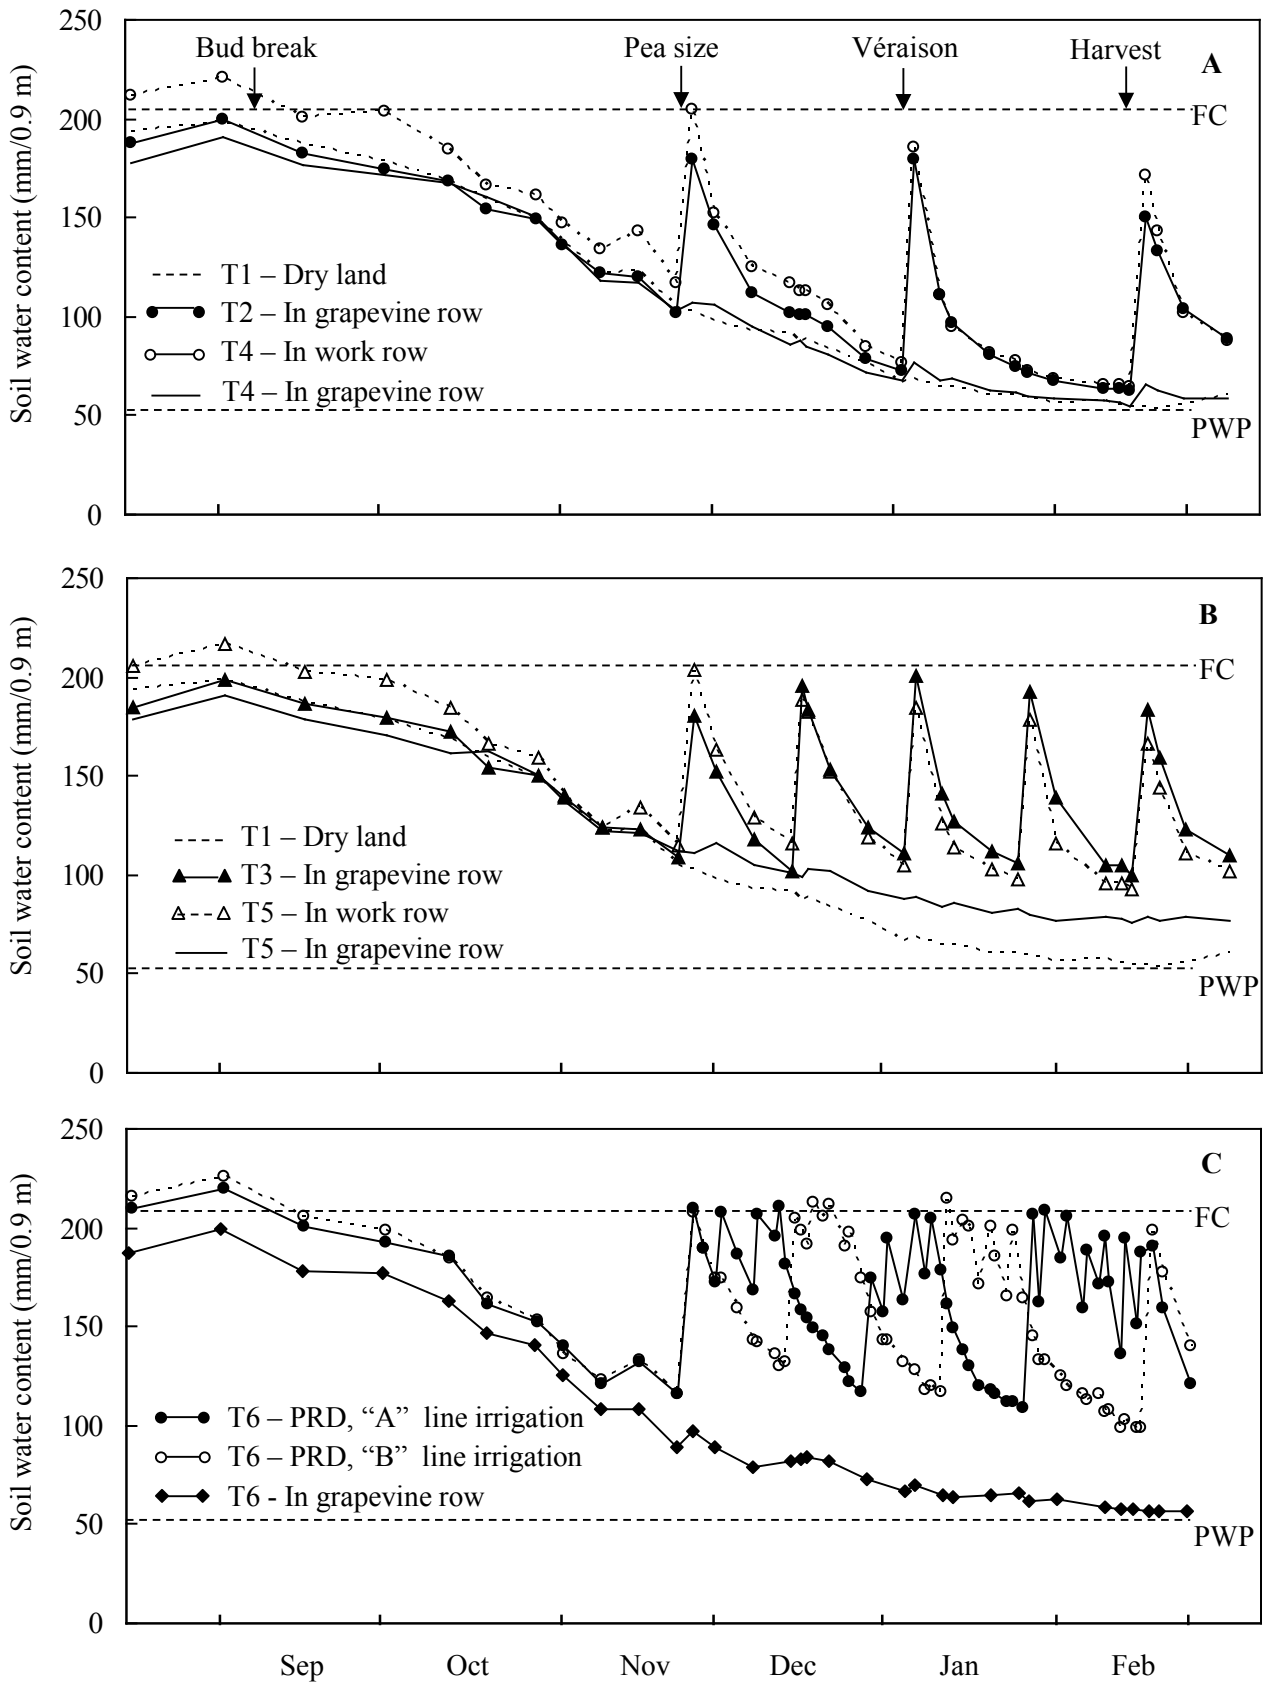 Soil water content (mm/0.9 m)
250
200
150
100
50
0
Bud break
Pea size
Véraison
Harvest
A
FC
PWP
T1 – Dry land
T2 – In grapevine row
T4 – In work row
T4 – In grapevine row
Soil water content (mm/0.9 m)
250
200
150
100
50
0
B
FC
PWP
T1 – Dry land
T3 – In grapevine row
T5 – In work row
T5 – In grapevine row
Soil water content (mm/0.9 m)
250
200
150
100
50
0
C
FC
PWP
T6 – PRD, “A” line irrigation
T6 – PRD, “B” line irrigation
T6 - In grapevine row
Sep
Oct
Nov
Dec
Jan
Feb